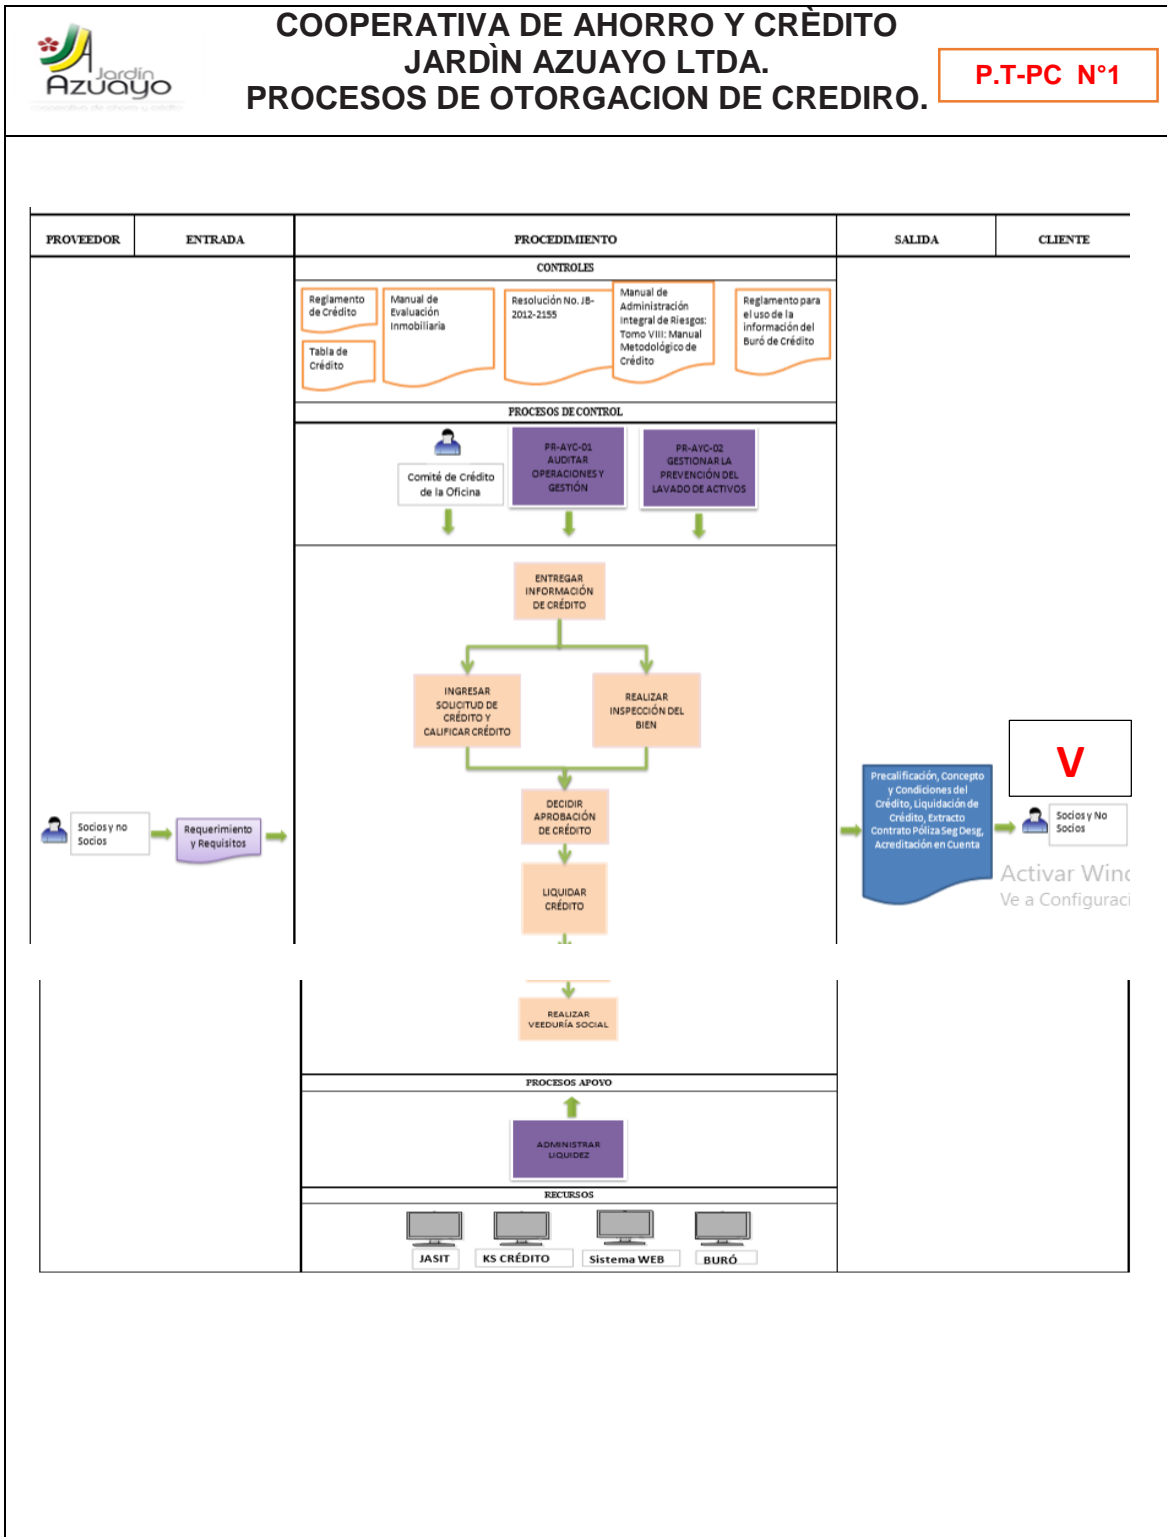 Jardín
Azuayo
cooperativa de ahorro y crédito
COOPERATIVA DE AHORRO Y CRÈDITO
JARDÌN AZUAYO LTDA.
PROCESOS DE OTORGACION DE CREDIRO.
P.T-PC N°1
PROVEEDOR
ENTRADA
PROCEDIMIENTO
SALIDA
CLIENTE
CONTROLES
Reglamento
de Crédito
Tabla de
Crédito
Manual de
Evaluación
Inmobiliaria
Resolución No. JB-
2012-2155
Manual de
Administración
Integral de Riesgos:
Tomo VIII: Manual
Metodológico de
Crédito
Reglamento para
el uso de la
información del
Buró de Crédito
PROCESOS DE CONTROL
Comité de Crédito
de la Oficina
PR-AYC-01
AUDITAR
OPERACIONES Y
GESTIÓN
PR-AYC-02
GESTIONAR LA
PREVENCIÓN DEL
LAVADO DE ACTIVOS
ENTREGAR
INFORMACIÓN
DE CRÉDITO
INGRESAR
SOLICITUD DE
CRÉDITO Y
CALIFICAR CRÉDITO
REALIZAR
INSPECCIÓN DEL
BIEN
DECIDIR
APROBACIÓN
DE CRÉDITO
LIQUIDAR
CRÉDITO
Socios y no
Socios
Requerimiento
y Requisitos
Precalificación, Concepto
y Condiciones del
Crédito, Liquidación de
Crédito, Extracto
Contrato Póliza Seg Desg,
Acreditación en Cuenta
V
Socios y No
Socios
Activar Winc
Ve a Configuraci
REALIZAR
VEEDURÍA SOCIAL
PROCESOS APOYO
ADMINISTRAR
LIQUIDEZ
RECURSOS
JASIT
KS CRÉDITO
Sistema WEB
BURÓ